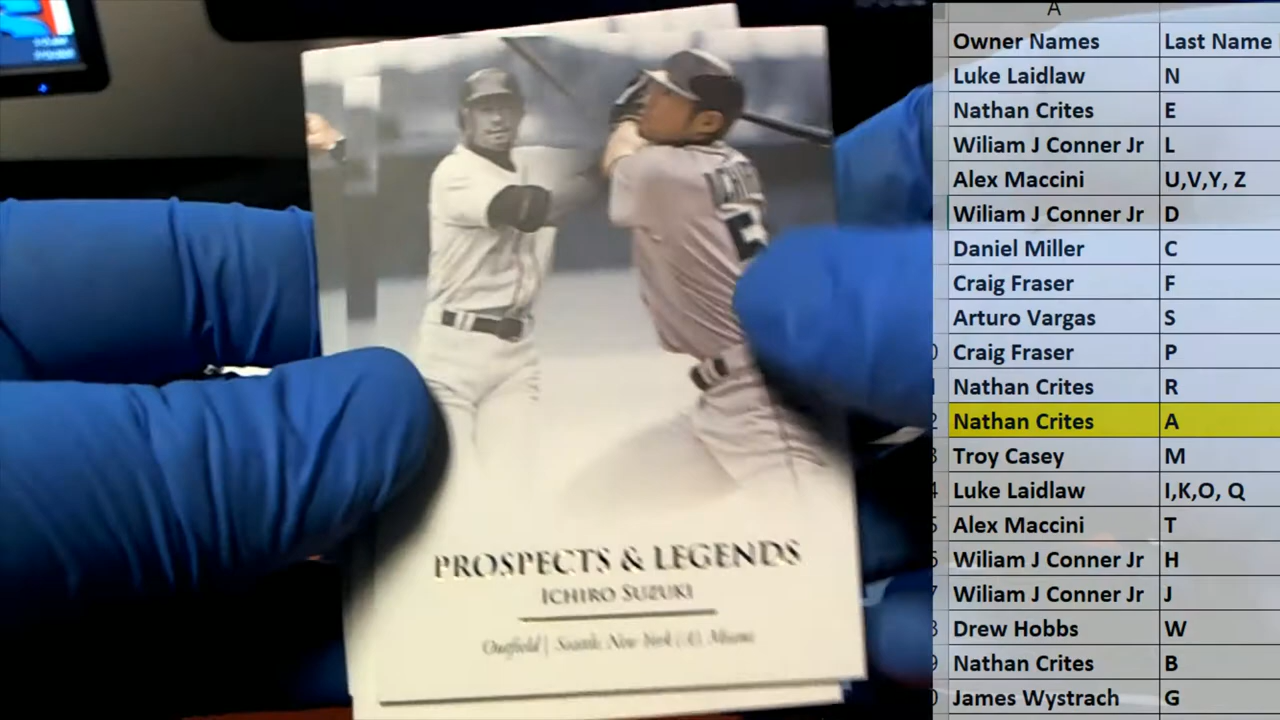 PROSPECTS & LEGENDS
ICHIRO SUZUKI
Outfield | Seattle New York (A) Miami
A
Owner Names Last Name
Luke Laidlaw N
Nathan Crites E
Wiliam J Conner Jr L
Alex Maccini U,V,Y, Z
Wiliam J Conner Jr D
Daniel Miller C
Craig Fraser F
Arturo Vargas S
Craig Fraser P
Nathan Crites R
Nathan Crites A
Troy Casey M
Luke Laidlaw I,K,O, Q
Alex Maccini T
Wiliam J Conner Jr H
Wiliam J Conner Jr J
Drew Hobbs W
Nathan Crites B
James Wystrach G